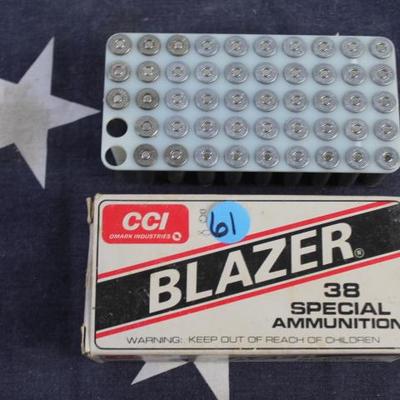 CCI
OMARK INDUSTRIES
61
BLAZER®
38
SPECIAL
AMMUNITION
WARNING: KEEP OUT OF REACH OF CHILDREN